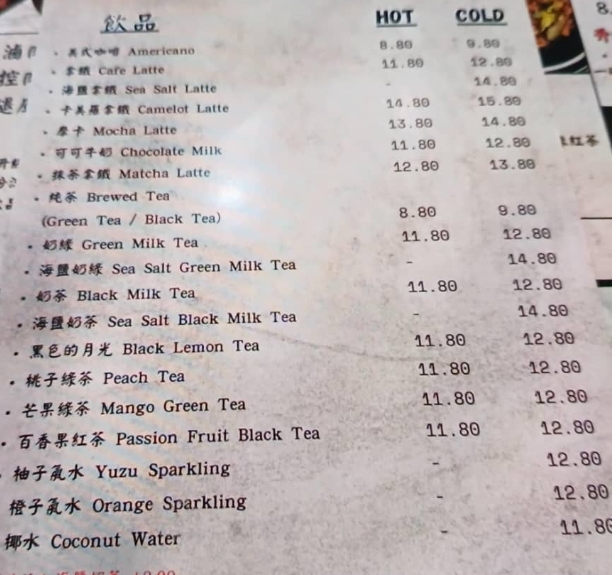 飲品 HOT COLD
• 美式咖啡 Americano 8.80 9.80
• 拿鐵 Cafe Latte 11.80 12.80
• 海鹽拿鐵 Sea Salt Latte - 14.80
• 卡美羅拿鐵 Camelot Latte 14.80 15.80
• 摩卡 Mocha Latte 13.80 14.80
• 可可牛奶 Chocolate Milk 11.80 12.80
• 抹茶拿鐵 Matcha Latte 12.80 13.80
• 純茶 Brewed Tea
(Green Tea / Black Tea) 8.80 9.80
• 奶綠 Green Milk Tea 11.80 12.80
• 海鹽奶綠 Sea Salt Green Milk Tea - 14.80
• 奶茶 Black Milk Tea 11.80 12.80
• 海鹽奶茶 Sea Salt Black Milk Tea - 14.80
• 黑色的月光 Black Lemon Tea 11.80 12.80
• 桃子綠茶 Peach Tea 11.80 12.80
• 芒果綠茶 Mango Green Tea 11.80 12.80
• 百香果紅茶 Passion Fruit Black Tea 11.80 12.80
• 柚子氣水 Yuzu Sparkling - 12.80
橙子氣水 Orange Sparkling - 12.80
椰水 Coconut Water - 11.80
紅茶
8.